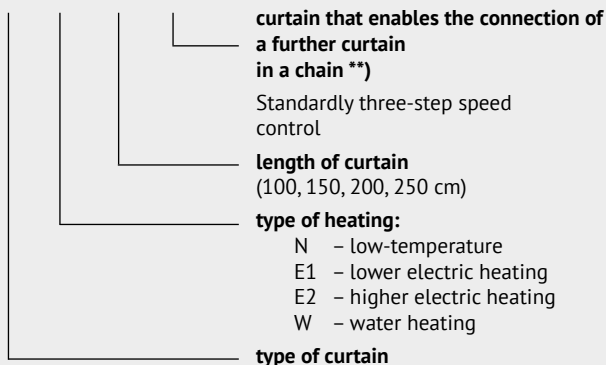 curtain that enables the connection of
a further curtain
in a chain **)
Standardly three-step speed
control
length of curtain
(100, 150, 200, 250 cm)
type of heating:
N – low-temperature
E1 – lower electric heating
E2 – higher electric heating
W – water heating
type of curtain